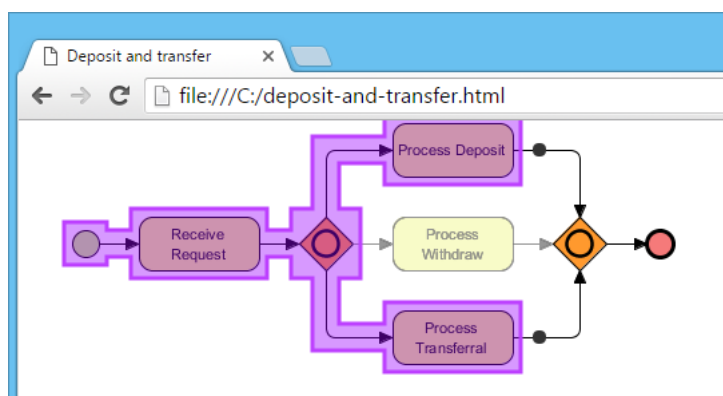 Deposit and transfer
file:///C:/deposit-and-transfer.html
Process Deposit
Receive
Request
Process
Withdraw
Process
Transferral